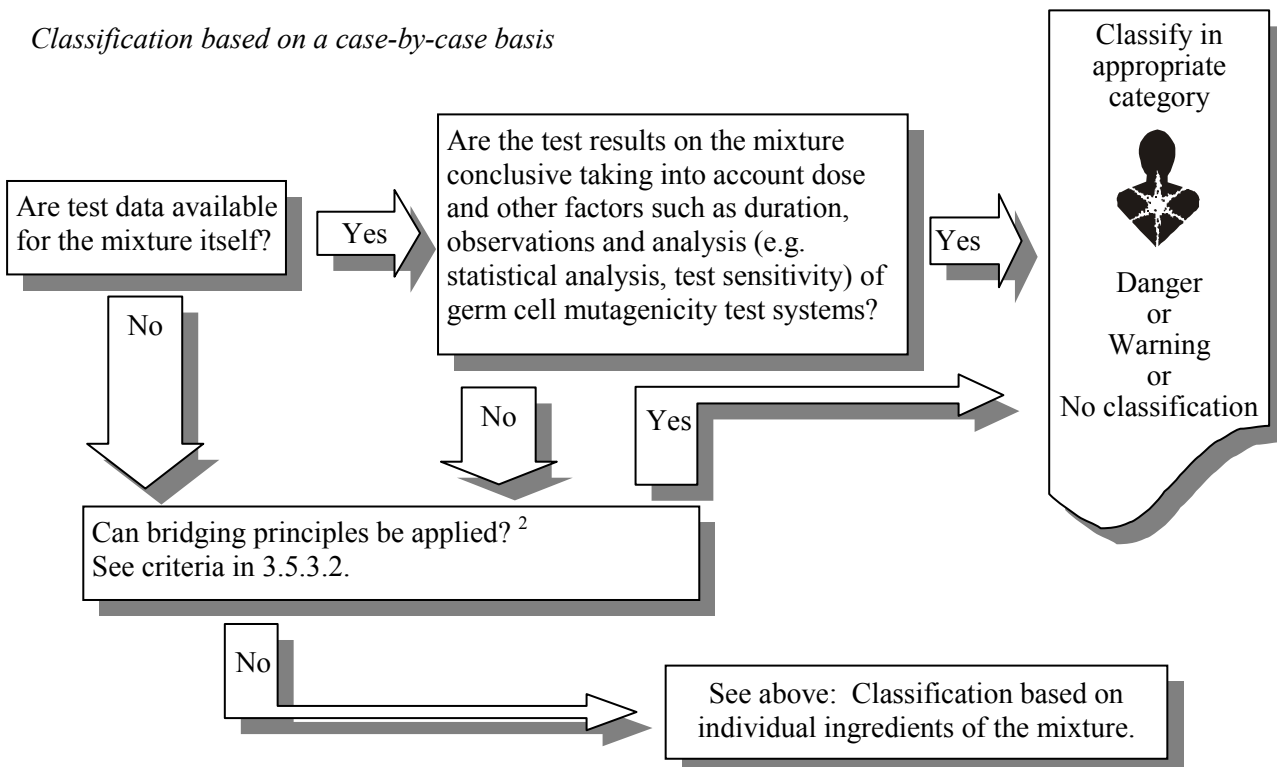 Classification based on a case-by-case basis
Are test data available
for the mixture itself?
Yes
Are the test results on the mixture
conclusive taking into account dose
and other factors such as duration,
observations and analysis (e.g.
statistical analysis, test sensitivity) of
germ cell mutagenicity test systems?
Yes
Classify in
appropriate
category
Danger
or
Warning
or
No classification
No
No
Yes
Can bridging principles be applied? 2
See criteria in 3.5.3.2.
No
See above: Classification based on
individual ingredients of the mixture.